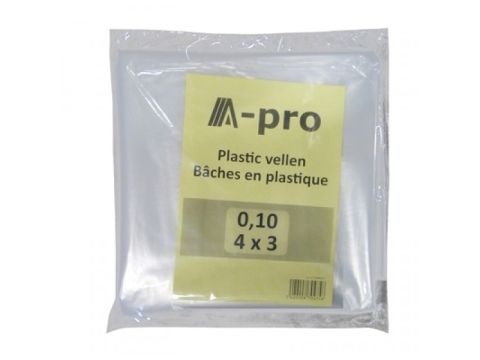 A-pro
Plastic vellen
Bâches en plastique
0,10
4 x 3